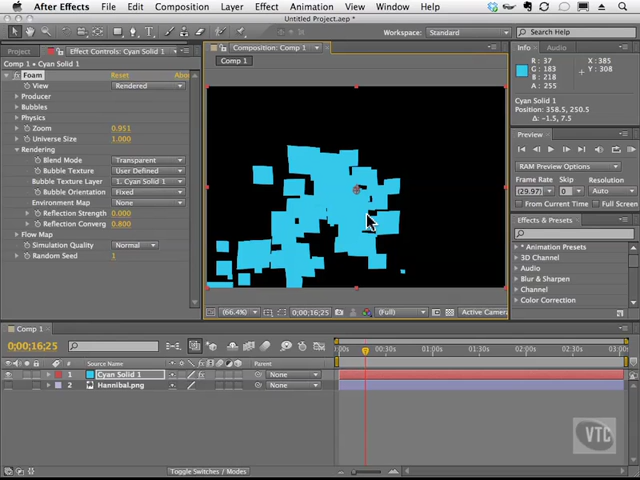 After Effects File Edit Composition Layer Effect Animation View Window Help
Untitled Project.aep *
Workspace: Standard
Search Help
Project Effect Controls: Cyan Solid 1
Composition: Comp 1
Info Audio
Comp 1 • Cyan Solid 1
Comp 1
Foam Reset Abou
View Rendered
Producer
Bubbles
Physics
Zoom 0.951
Universe Size 1.000
Rendering
Blend Mode Transparent
Bubble Texture User Defined
Bubble Texture Layer 1. Cyan Solid 1
Bubble Orientation Fixed
Environment Map None
Reflection Strength 0.000
Reflection Converg 0.800
Flow Map
Simulation Quality Normal
Random Seed 1
R: 37
G: 183
B: 218
A: 255
X: 385
Y: 308
Position: 358.5, 250.5
Delta: -1.5, 7.5
Preview
RAM Preview Options
Frame Rate Skip Resolution
(29.97) 0 Auto
From Current Time Full Screen
Effects & Presets
* Animation Presets
3D Channel
Audio
Blur & Sharpen
Channel
Color Correction
(66.4%) 0;00;16;25 (Full) Active Camera
Comp 1
0;00;16;25
:00s 00:30s 01:00s 01:30s 02:00s 02:30s 03:00
# Source Name Parent
1 Cyan Solid 1 fx None
2 Hannibal.png None
Toggle Switches / Modes
VTC